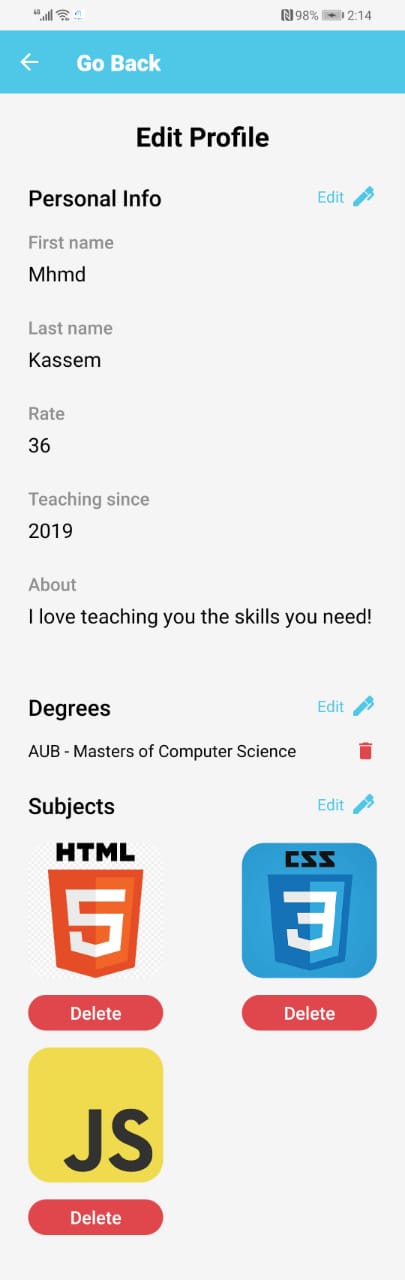 4G 98% 2:14
Go Back
Edit Profile
Personal Info Edit
First name
Mhmd
Last name
Kassem
Rate
36
Teaching since
2019
About
I love teaching you the skills you need!
Degrees Edit
AUB - Masters of Computer Science
Subjects Edit
HTML CSS
5 3
Delete Delete
JS
Delete